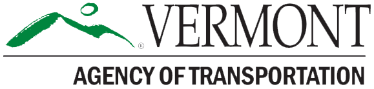 VERMONT
AGENCY OF TRANSPORTATION